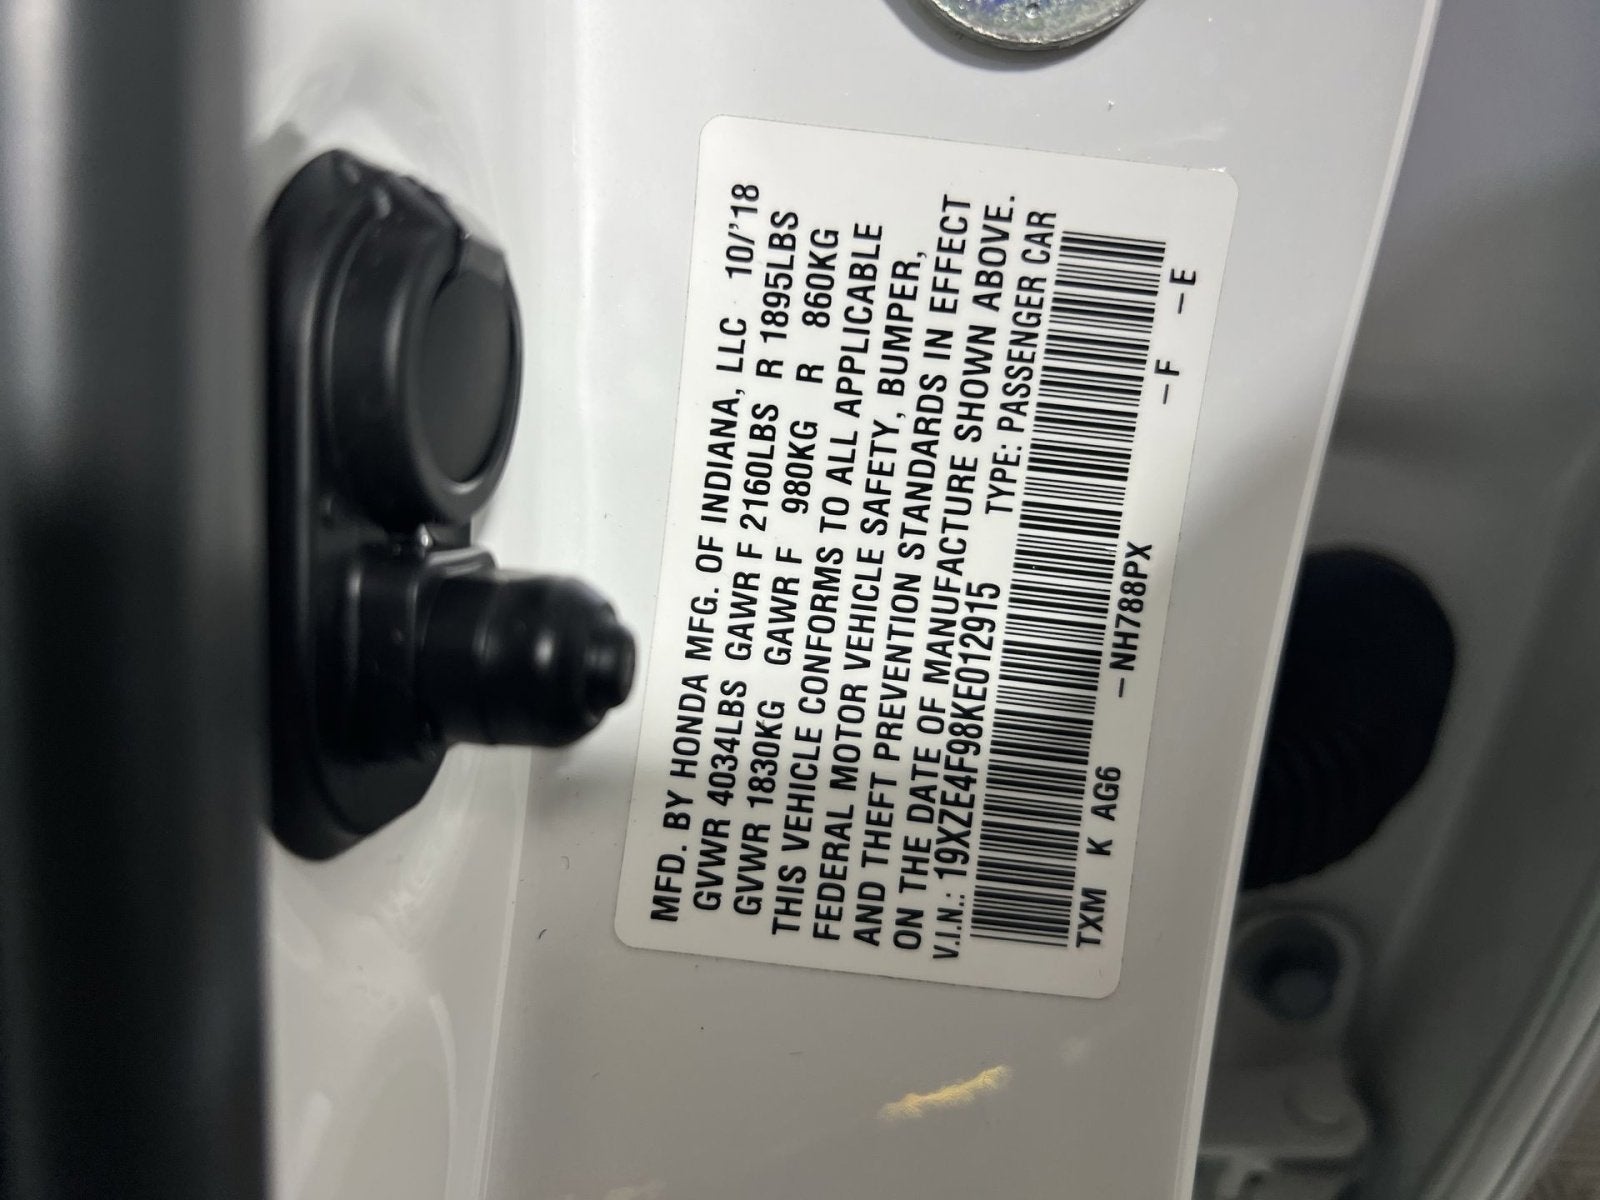 MFD. BY HONDA MFG. OF INDIANA, LLC 10/'18
GVWR 4034LBS GAWR F 2160LBS R 1895LBS
GVWR 1830KG GAWR F 980KG R 860KG
THIS VEHICLE CONFORMS TO ALL APPLICABLE
FEDERAL MOTOR VEHICLE SAFETY, BUMPER,
AND THEFT PREVENTION STANDARDS IN EFFECT
ON THE DATE OF MANUFACTURE SHOWN ABOVE.
V.I.N.: 19XZE4F98KE012915 TYPE: PASSENGER CAR
TXM K AG6 –NH788PX –F –E